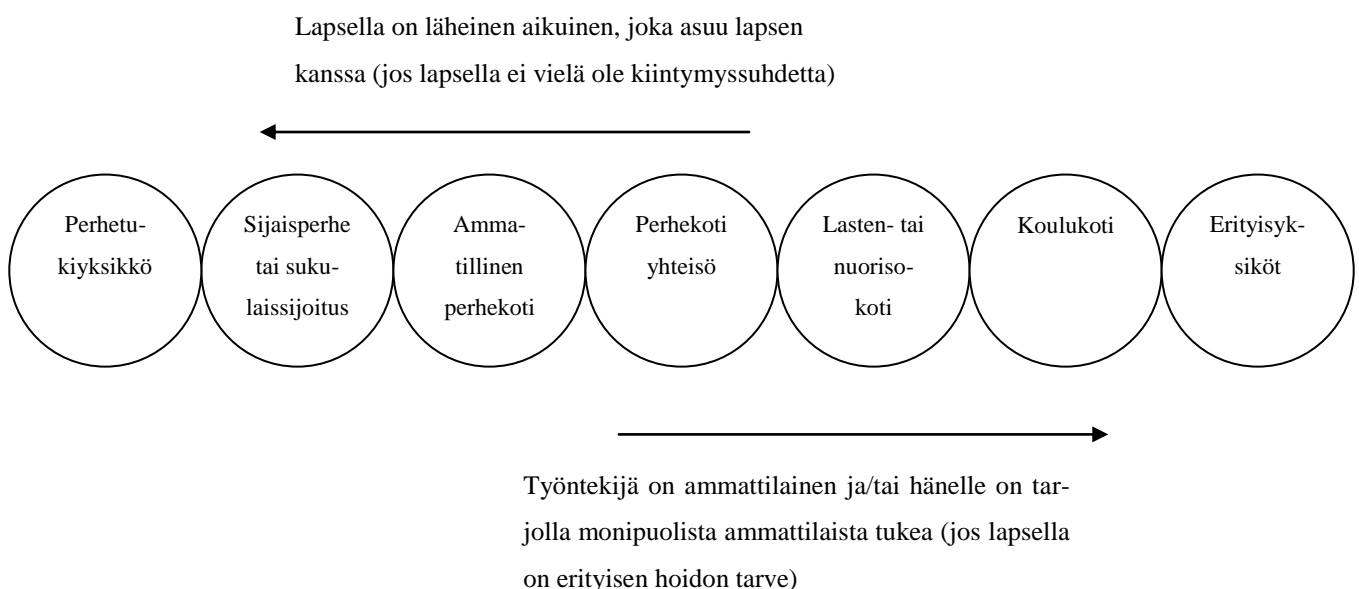 Lapsella on läheinen aikuinen, joka asuu lapsen
kanssa (jos lapsella ei vielä ole kiintymyssuhdetta)
Perhetu-
kiyksikkö
Sijaisperhe
tai suku-
laissijoitus
Amma-
tillinen
perhekoti
Perhekoti
yhteisö
Lasten- tai
nuoriso-
koti
Koulukoti
Erityisyk-
siköt
Työntekijä on ammattilainen ja/tai hänelle on tar-
jolla monipuolista ammattilaista tukea (jos lapsella
on erityisen hoidon tarve)